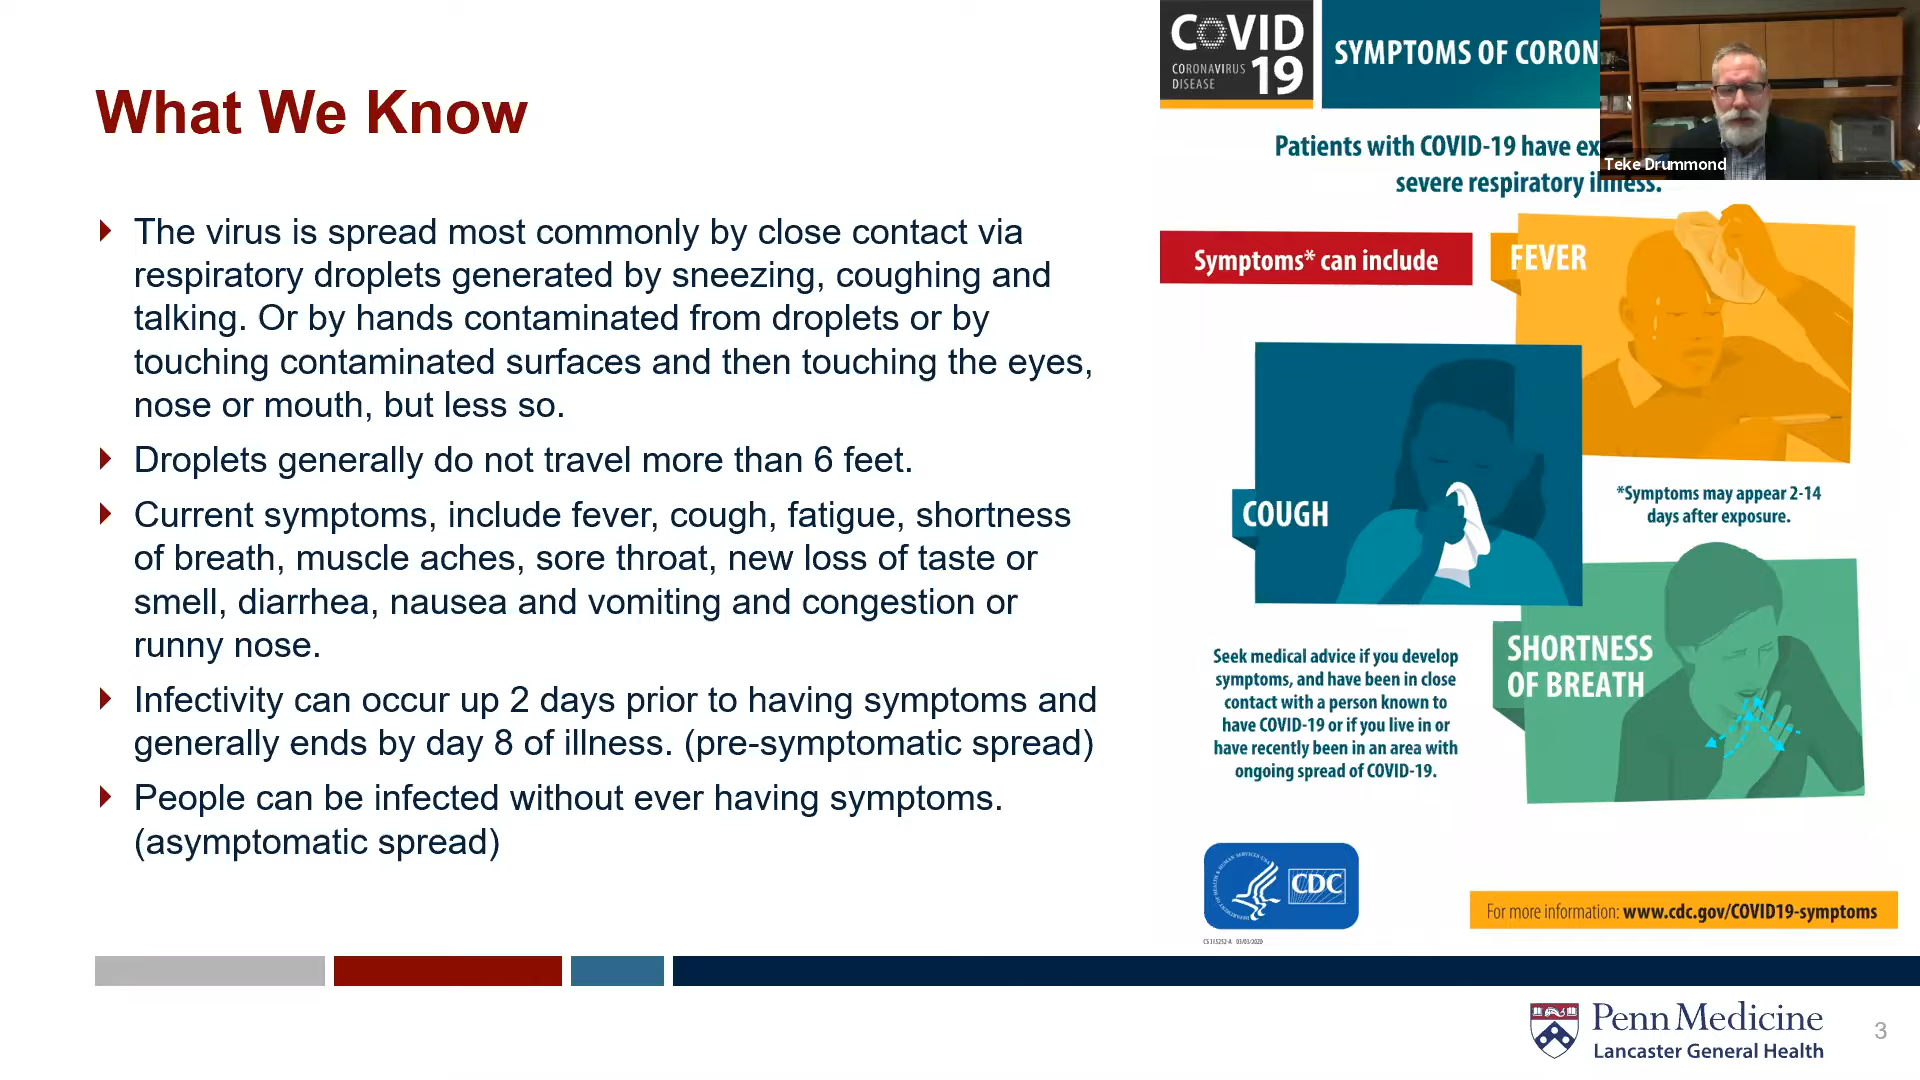 What We Know
The virus is spread most commonly by close contact via
respiratory droplets generated by sneezing, coughing and
talking. Or by hands contaminated from droplets or by
touching contaminated surfaces and then touching the eyes,
nose or mouth, but less so.
Droplets generally do not travel more than 6 feet.
Current symptoms, include fever, cough, fatigue, shortness
of breath, muscle aches, sore throat, new loss of taste or
smell, diarrhea, nausea and vomiting and congestion or
runny nose.
Infectivity can occur up 2 days prior to having symptoms and
generally ends by day 8 of illness. (pre-symptomatic spread)
People can be infected without ever having symptoms.
(asymptomatic spread)
COVID
CORONAVIRUS
DISEASE
19
SYMPTOMS OF CORON
Teke Drummond
Patients with COVID-19 have ex
severe respiratory illness.
Symptoms* can include
FEVER
COUGH
*Symptoms may appear 2-14
days after exposure.
SHORTNESS
OF BREATH
Seek medical advice if you develop
symptoms, and have been in close
contact with a person known to
have COVID-19 or if you live in or
have recently been in an area with
ongoing spread of COVID-19.
CDC
For more information: www.cdc.gov/COVID19-symptoms
Penn Medicine
Lancaster General Health
3